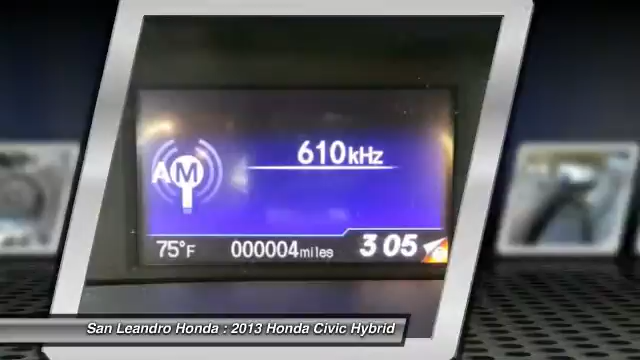 610kHz
AM
75°F 000004miles 3 05
San Leandro Honda : 2013 Honda Civic Hybrid